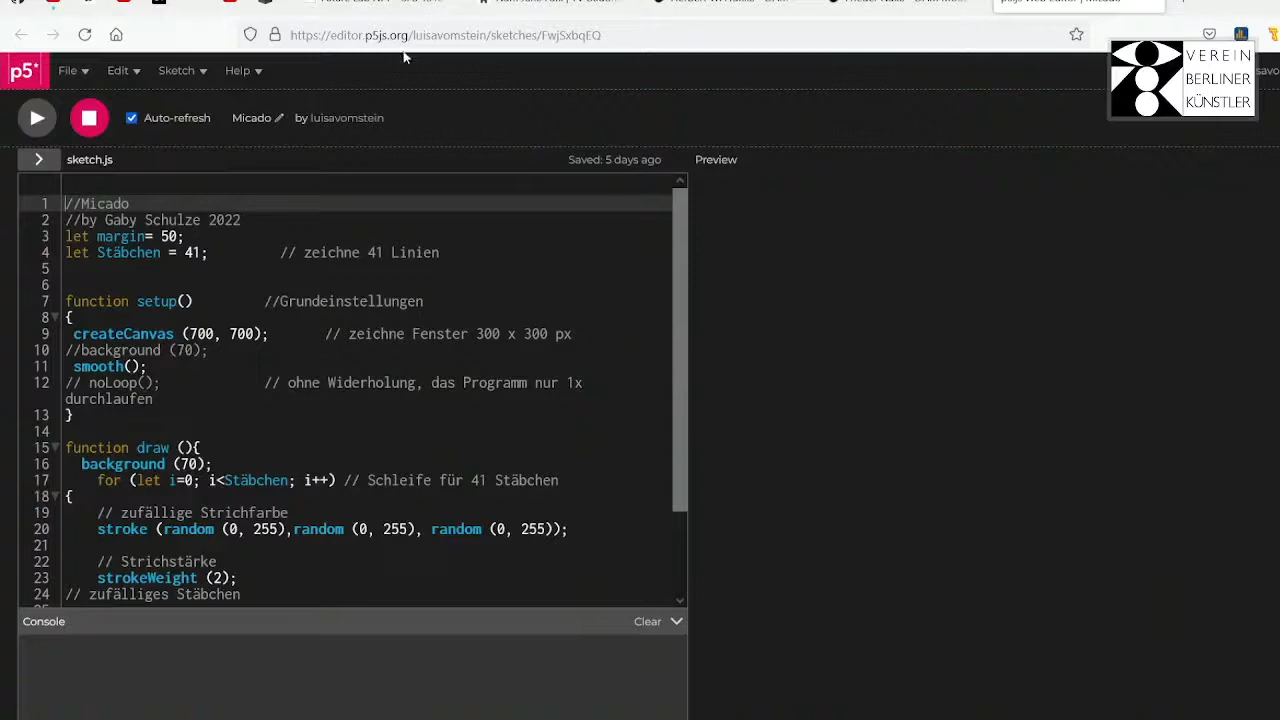 https://editor.p5js.org/luisavomstein/sketches/FwjSxbqEQ
p5* File Edit Sketch Help
VEREIN
BERLINER
KÜNSTLER
Auto-refresh Micado by luisavomstein
sketch.js Saved: 5 days ago Preview
1 //Micado
2 //by Gaby Schulze 2022
3 let margin= 50;
4 let Stäbchen = 41; // zeichne 41 Linien
5
6
7 function setup() //Grundeinstellungen
8 {
9 createCanvas (700, 700); // zeichne Fenster 300 x 300 px
10 //background (70);
11 smooth();
12 // noLoop(); // ohne Widerholung, das Programm nur 1x
durchlaufen
13 }
14
15 function draw (){
16 background (70);
17 for (let i=0; i<Stäbchen; i++) // Schleife für 41 Stäbchen
18 {
19 // zufällige Strichfarbe
20 stroke (random (0, 255),random (0, 255), random (0, 255));
21
22 // Strichstärke
23 strokeWeight (2);
24 // zufälliges Stäbchen
Console Clear